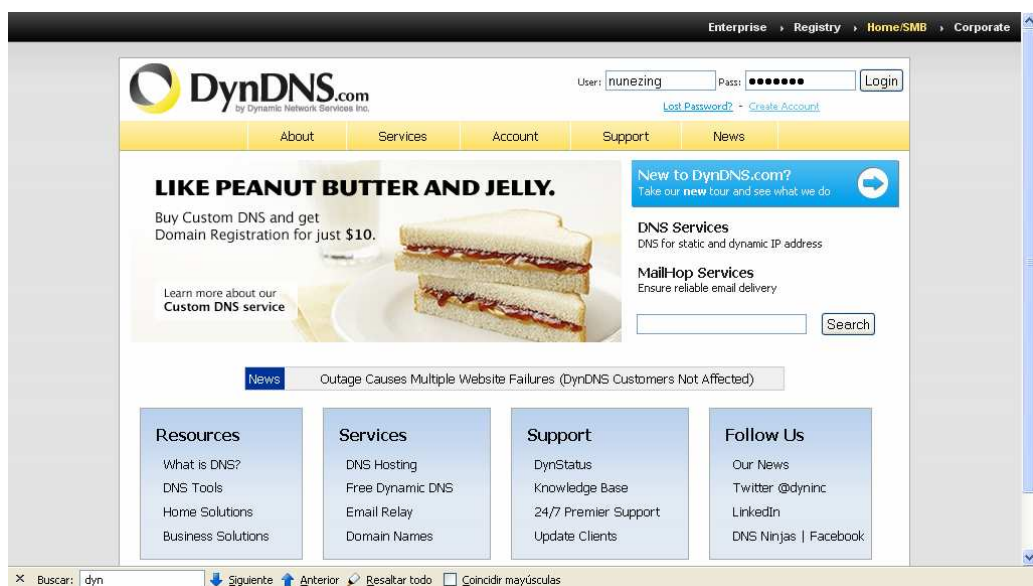 Enterprise › Registry › Home/SMB › Corporate
DynDNS.com
by Dynamic Network Services Inc.
User: nunezing Pass: ●●●●●●● Login
Lost Password? - Create Account
About Services Account Support News
LIKE PEANUT BUTTER AND JELLY.
Buy Custom DNS and get
Domain Registration for just $10.
Learn more about our
Custom DNS service
New to DynDNS.com?
Take our new tour and see what we do
DNS Services
DNS for static and dynamic IP address
MailHop Services
Ensure reliable email delivery
Search
News Outage Causes Multiple Website Failures (DynDNS Customers Not Affected)
Resources
What is DNS?
DNS Tools
Home Solutions
Business Solutions
Services
DNS Hosting
Free Dynamic DNS
Email Relay
Domain Names
Support
DynStatus
Knowledge Base
24/7 Premier Support
Update Clients
Follow Us
Our News
Twitter @dyninc
LinkedIn
DNS Ninjas | Facebook
× Buscar: dyn Siguiente Anterior Resaltar todo Coincidir mayúsculas